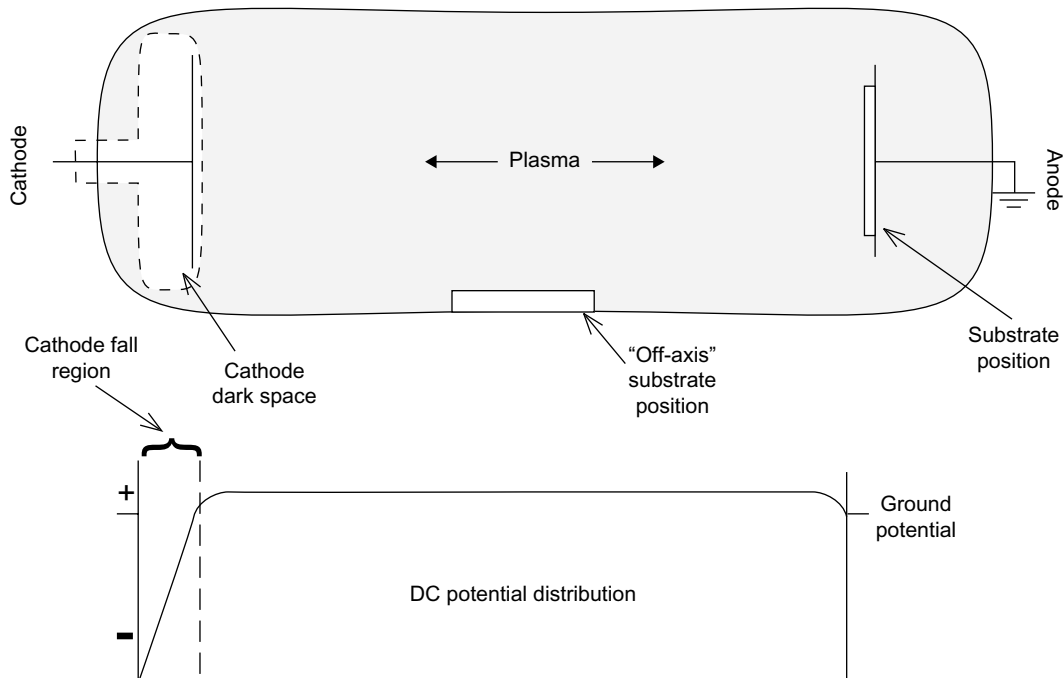 Cathode
Plasma
Anode
Cathode fall
region
Cathode
dark space
“Off-axis”
substrate
position
Substrate
position
+
Ground
potential
DC potential distribution
-